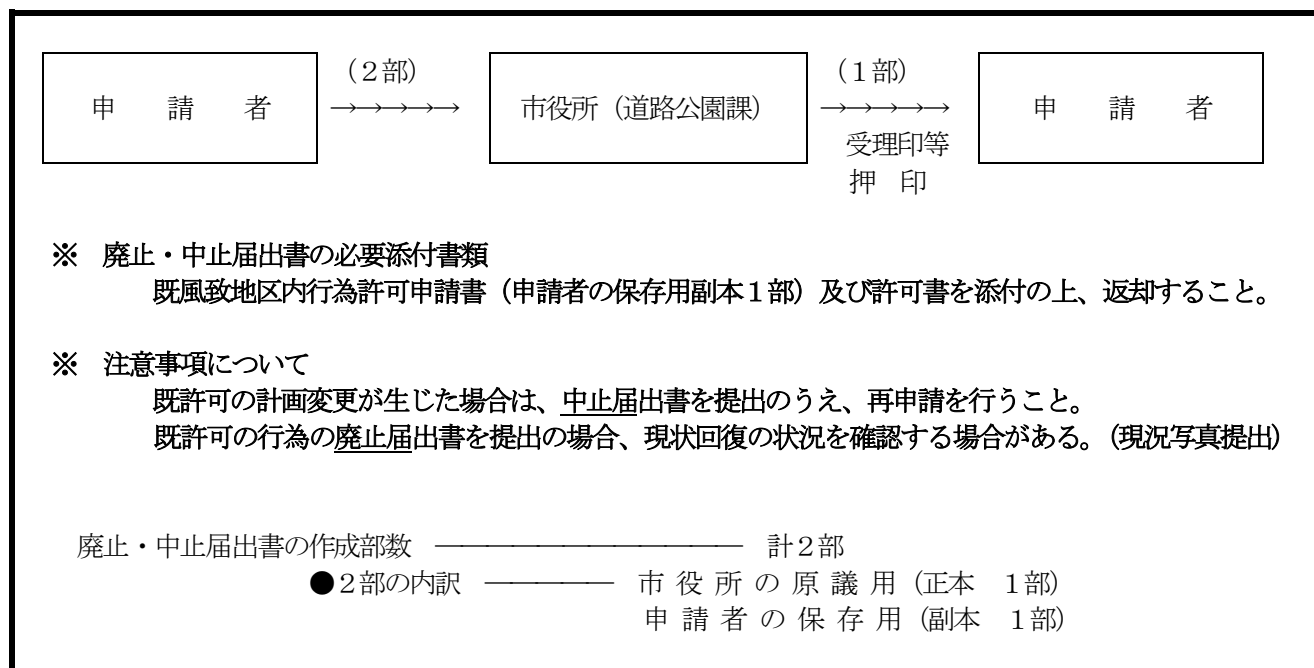 （２部）　（１部）
申　請　者　→→→→→　市役所（道路公園課）　→→→→→　申　請　者
受理印等
押　印
※　廃止・中止届出書の必要添付書類
既風致地区内行為許可申請書（申請者の保存用副本１部）及び許可書を添付の上、返却すること。
※　注意事項について
既許可の計画変更が生じた場合は、中止届出書を提出のうえ、再申請を行うこと。
既許可の行為の廃止届出書を提出の場合、現状回復の状況を確認する場合がある。（現況写真提出）
廃止・中止届出書の作成部数　――――――――――――　計２部
●２部の内訳　―――――　市 役 所 の 原 議 用（正本　１部）
申 請 者 の 保 存 用（副本　１部）